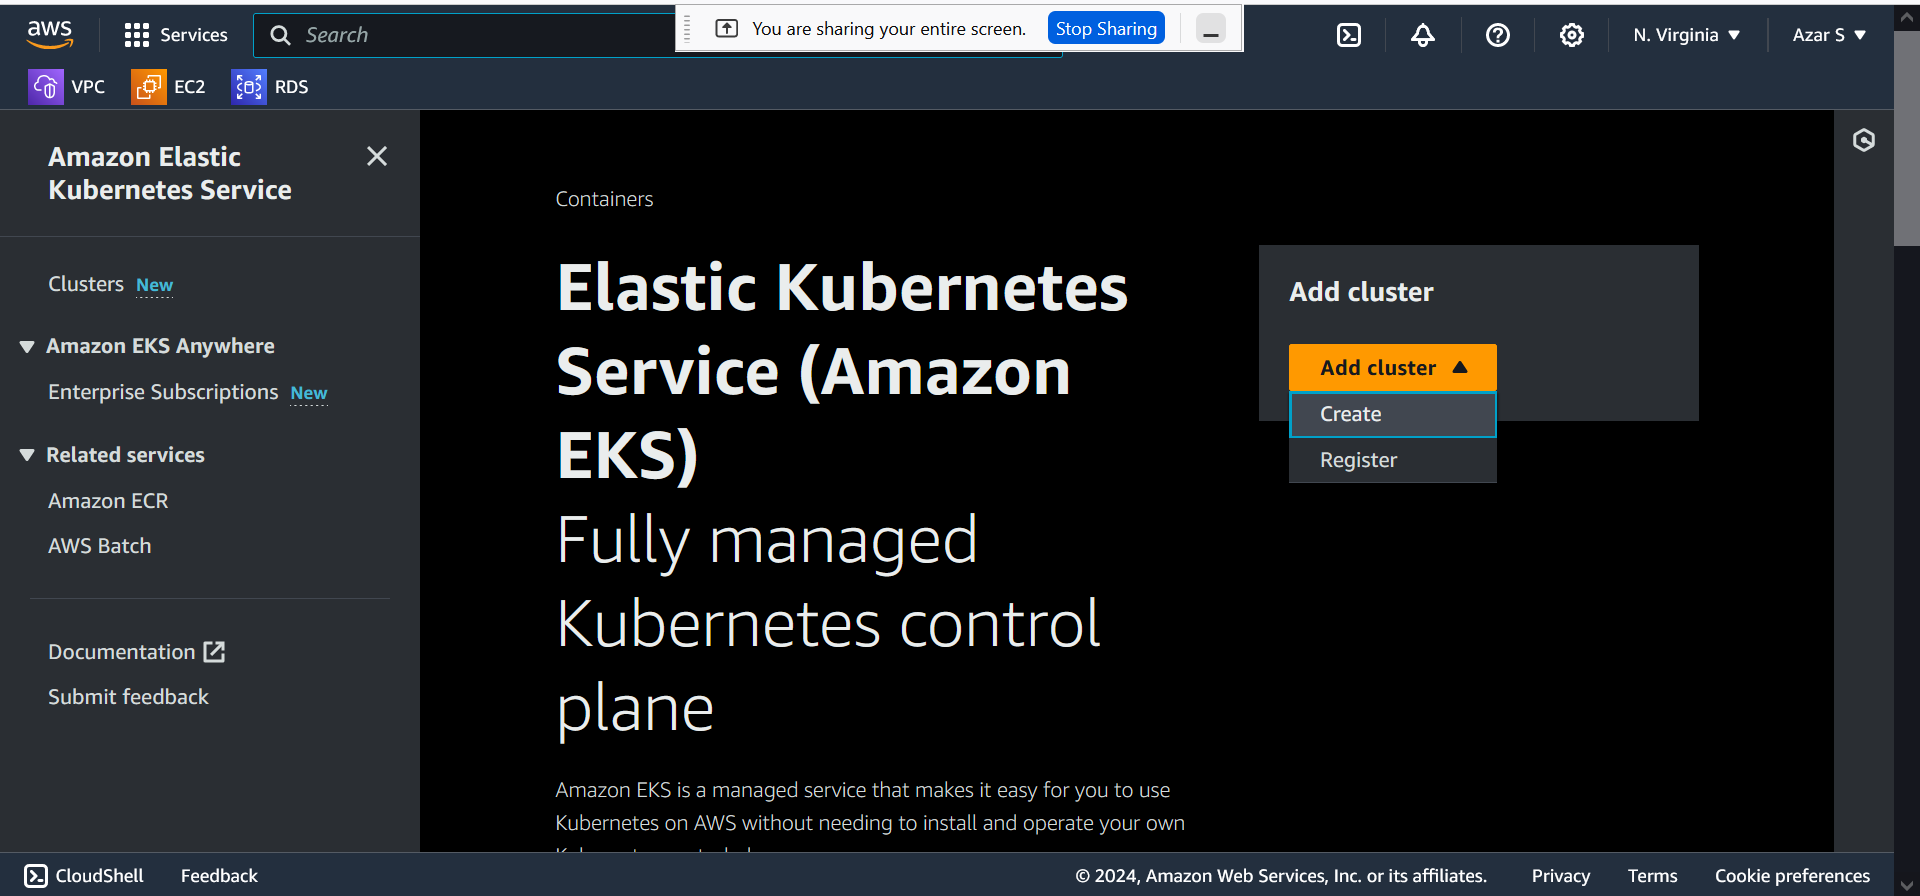 aws
Services
Search
You are sharing your entire screen.
Stop Sharing
N. Virginia
Azar S
VPC
EC2
RDS
Amazon Elastic
Kubernetes Service
Clusters New
Amazon EKS Anywhere
Enterprise Subscriptions New
Related services
Amazon ECR
AWS Batch
Documentation
Submit feedback
Containers
Elastic Kubernetes
Service (Amazon
EKS)
Fully managed
Kubernetes control
plane
Amazon EKS is a managed service that makes it easy for you to use
Kubernetes on AWS without needing to install and operate your own
Add cluster
Add cluster
Create
Register
CloudShell
Feedback
© 2024, Amazon Web Services, Inc. or its affiliates.
Privacy
Terms
Cookie preferences